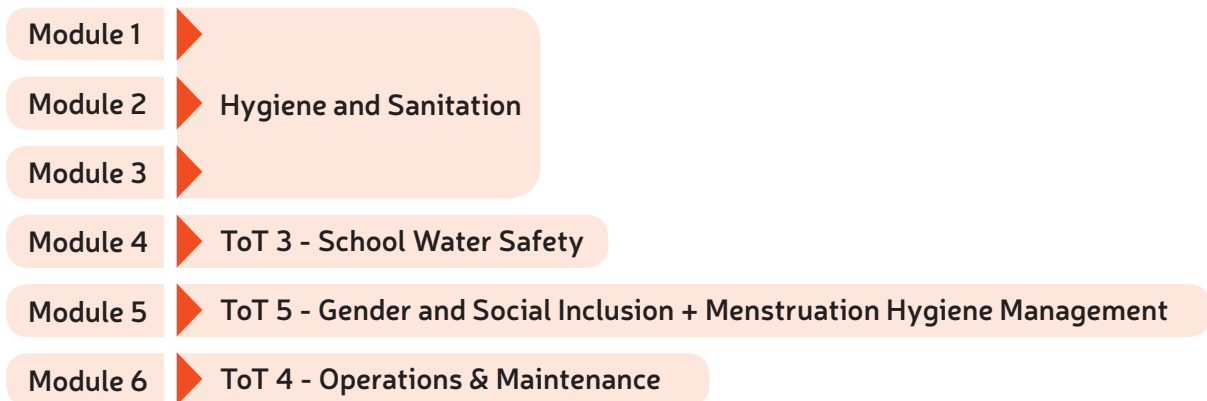 Module 1
Module 2
Hygiene and Sanitation
Module 3
Module 4
ToT 3 - School Water Safety
Module 5
ToT 5 - Gender and Social Inclusion + Menstruation Hygiene Management
Module 6
ToT 4 - Operations & Maintenance